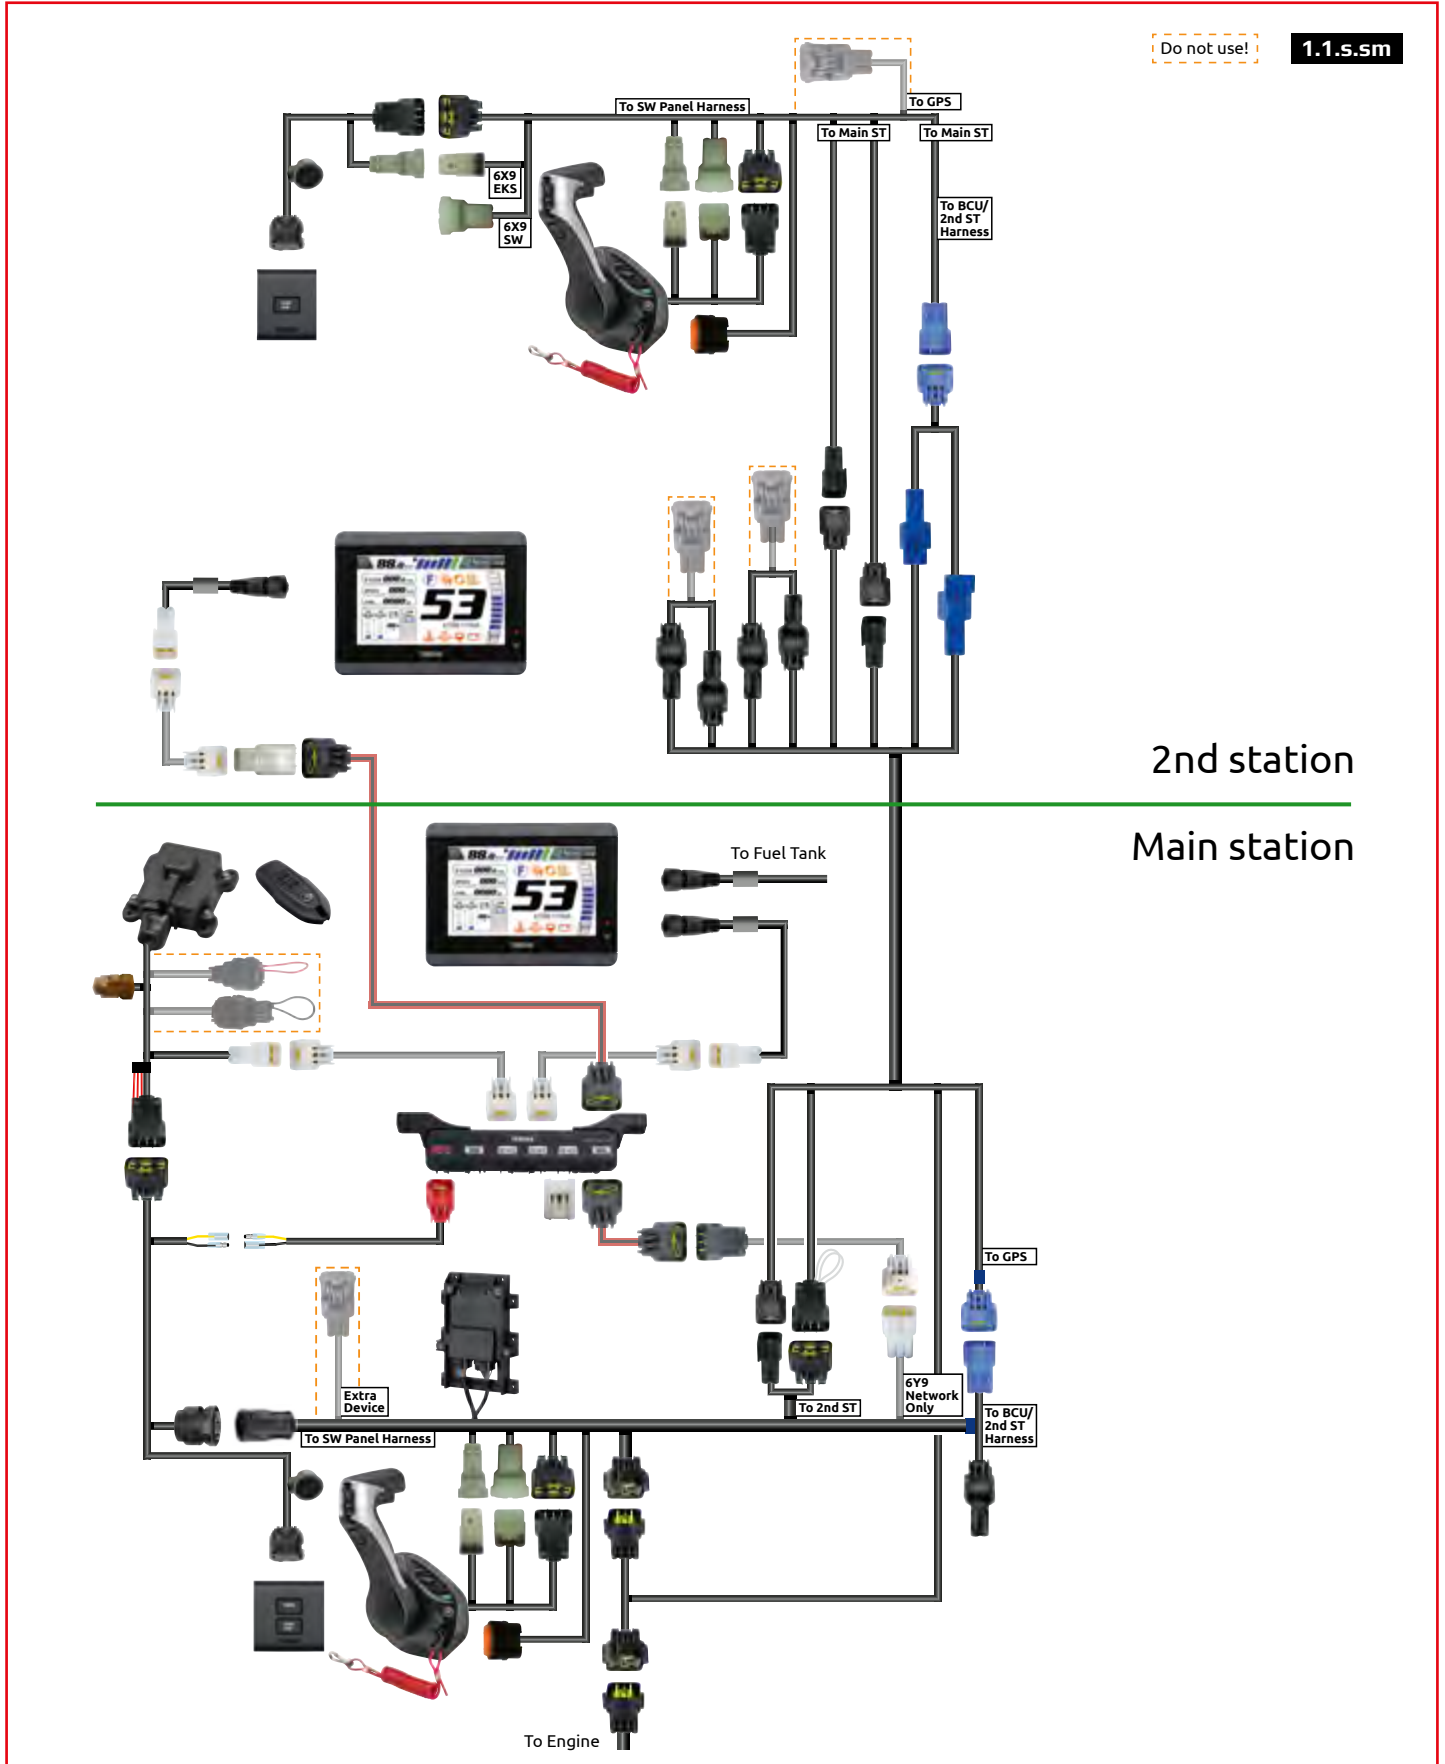 Do not use!
1.1.s.sm
To GPS
To SW Panel Harness
To Main ST
To Main ST
6X9
EKS
6X9
SW
To BCU/
2nd ST
Harness
53
2nd station
Main station
To Fuel Tank
53
To GPS
Extra
Device
6Y9
Network
Only
To 2nd ST
To BCU/
2nd ST
Harness
To SW Panel Harness
To Engine